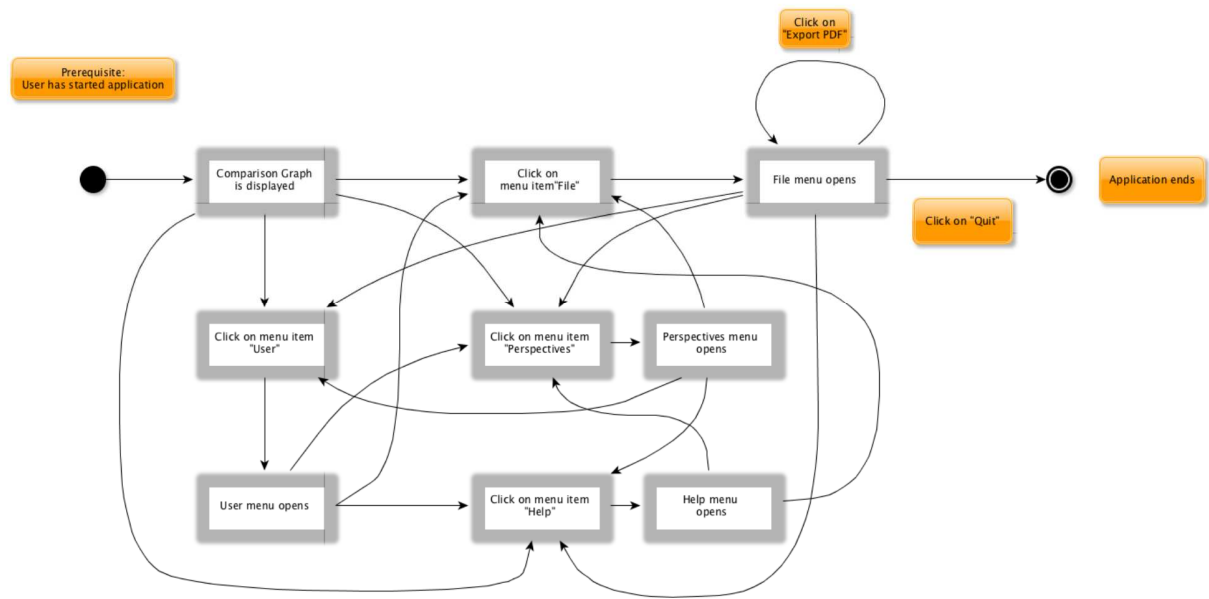 Click on
"Export PDF"
Prerequisite:
User has started application
Comparison Graph
is displayed
Click on
menu item"File"
File menu opens
Application ends
Click on "Quit"
Click on menu item
"User"
Click on menu item
"Perspectives"
Perspectives menu
opens
User menu opens
Click on menu item
"Help"
Help menu
opens